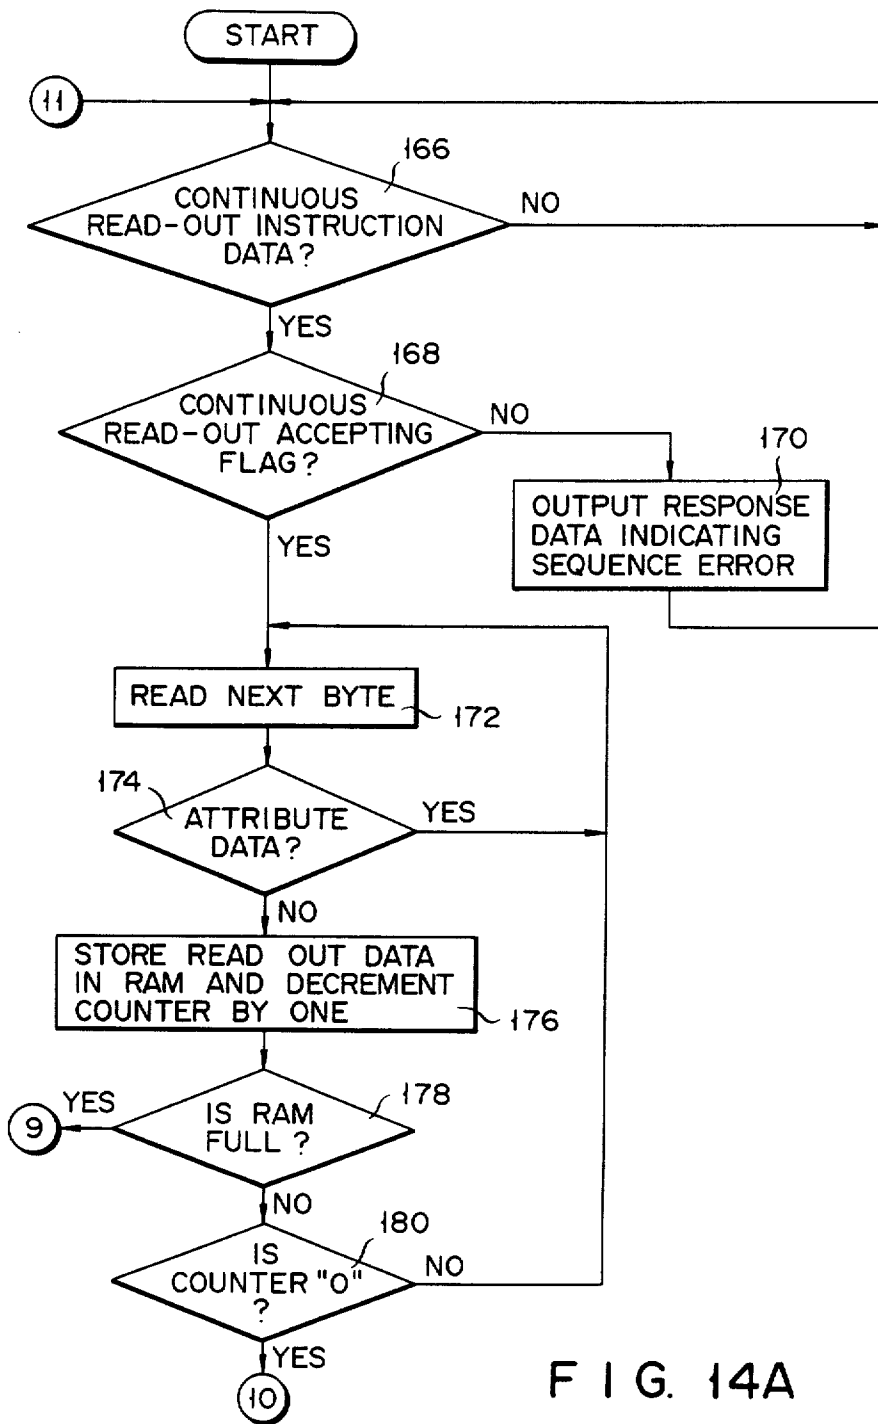 START
11
166
CONTINUOUS
READ-OUT INSTRUCTION
DATA?
NO
YES
168
CONTINUOUS
READ-OUT ACCEPTING
FLAG?
NO
YES
170
OUTPUT RESPONSE
DATA INDICATING
SEQUENCE ERROR
READ NEXT BYTE
172
174
ATTRIBUTE
DATA?
YES
NO
STORE READ OUT DATA
IN RAM AND DECREMENT
COUNTER BY ONE
176
178
YES
9
IS RAM
FULL ?
NO
180
IS
COUNTER "O"
?
NO
YES
10
FIG. 14A